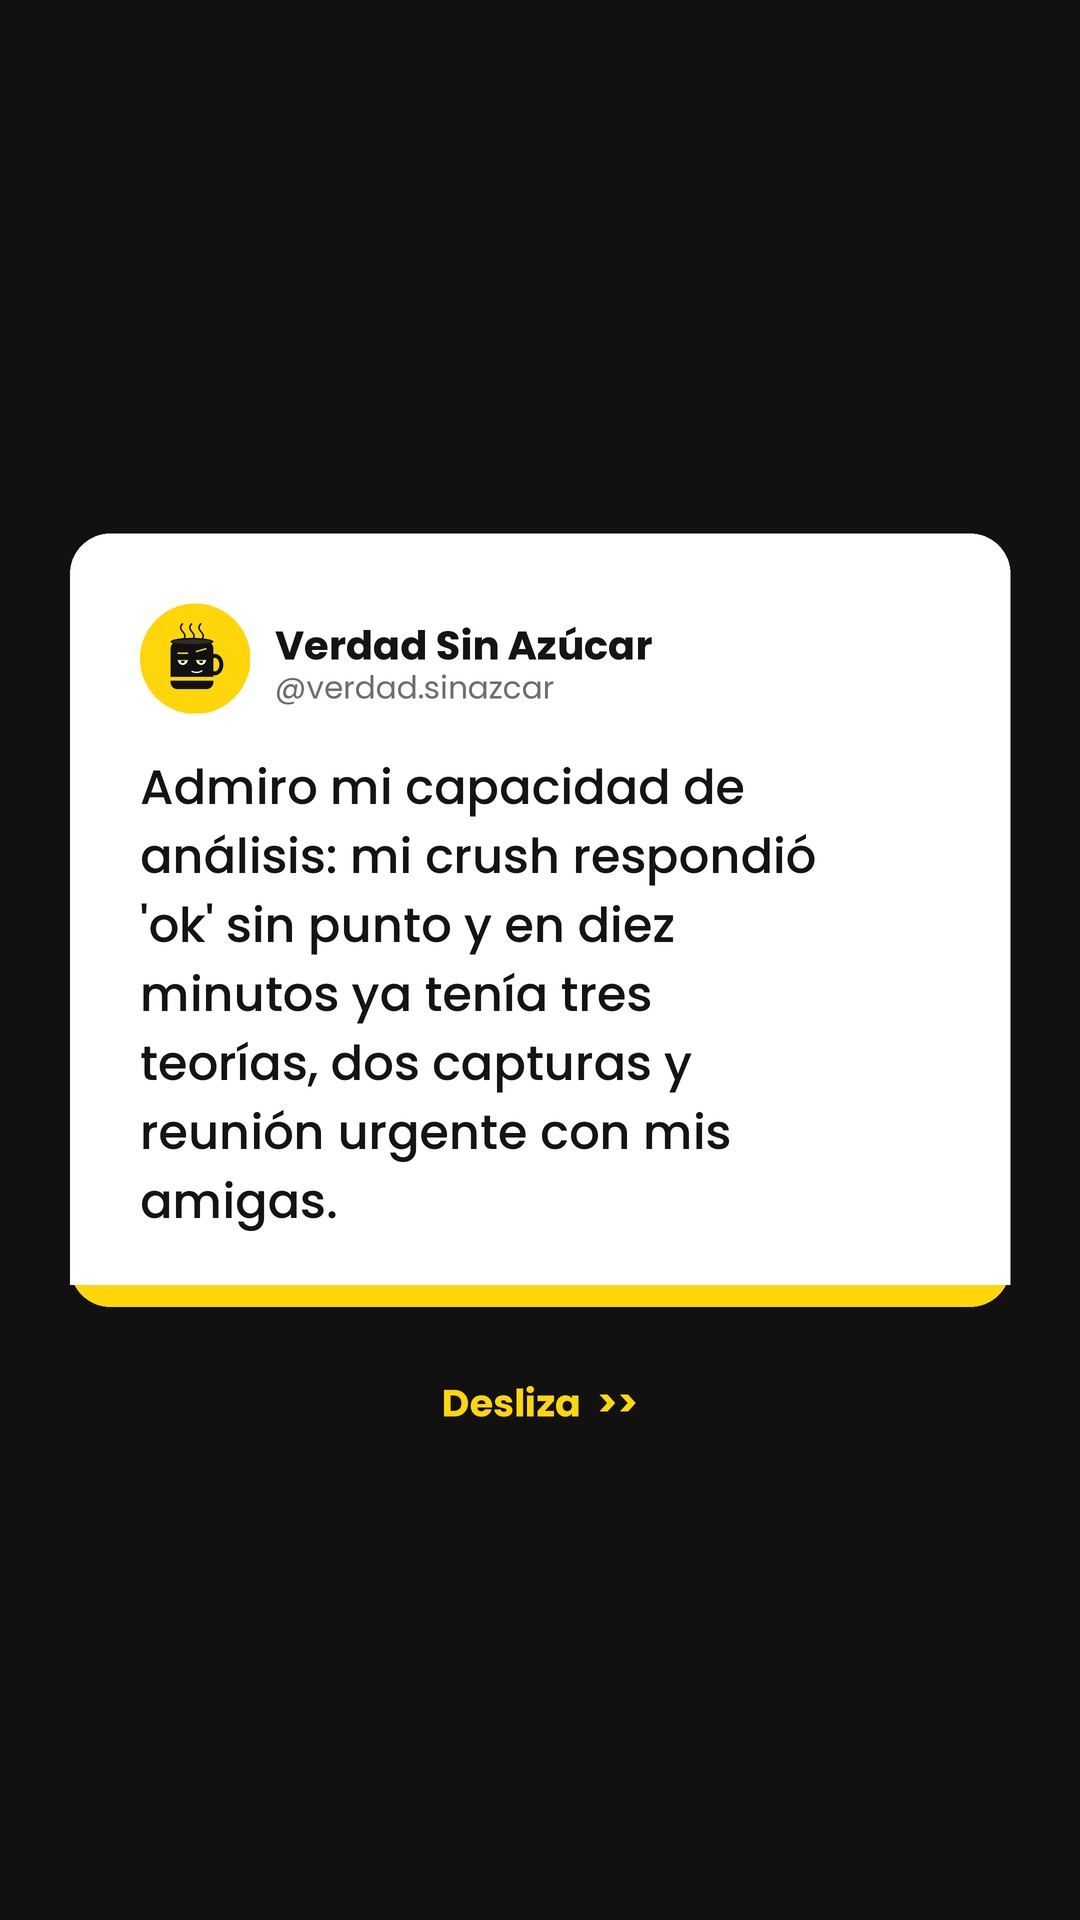 Verdad Sin Azúcar
@verdad.sinazcar
Admiro mi capacidad de
análisis: mi crush respondió
'ok' sin punto y en diez
minutos ya tenía tres
teorías, dos capturas y
reunión urgente con mis
amigas.
Desliza >>